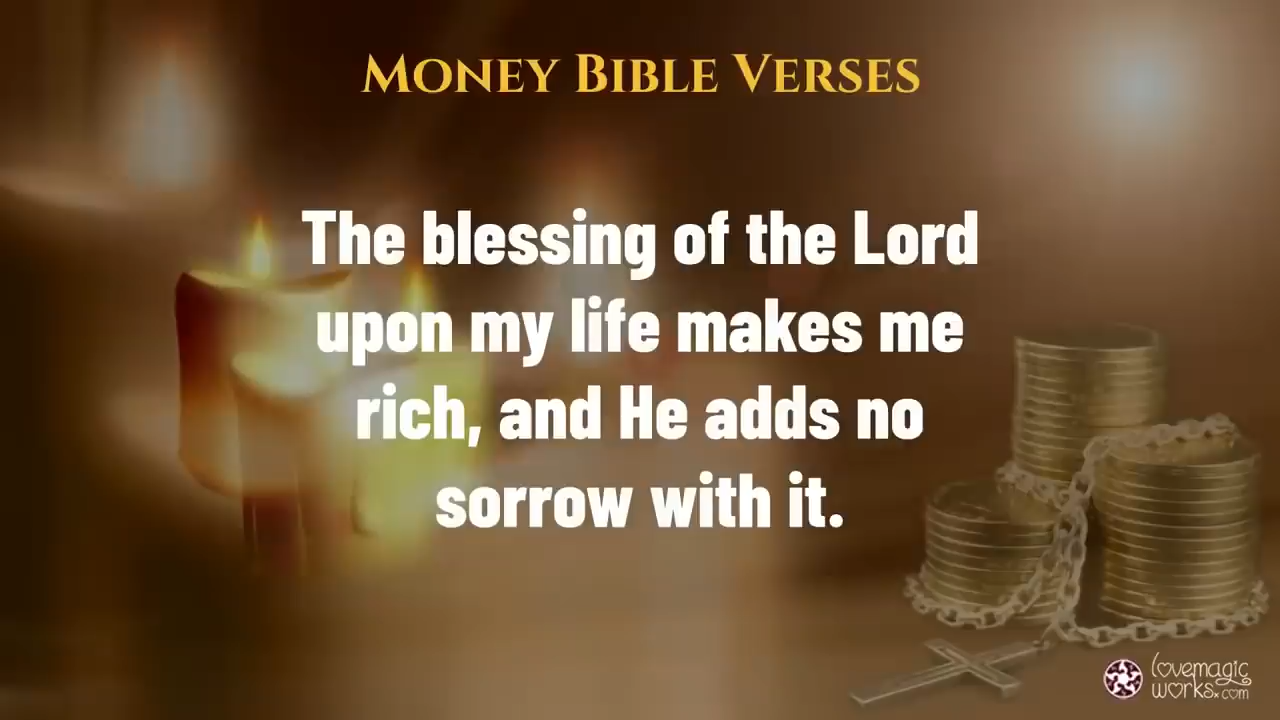 Money Bible Verses
The blessing of the Lord
upon my life makes me
rich, and He adds no
sorrow with it.
lovemagic
works.com